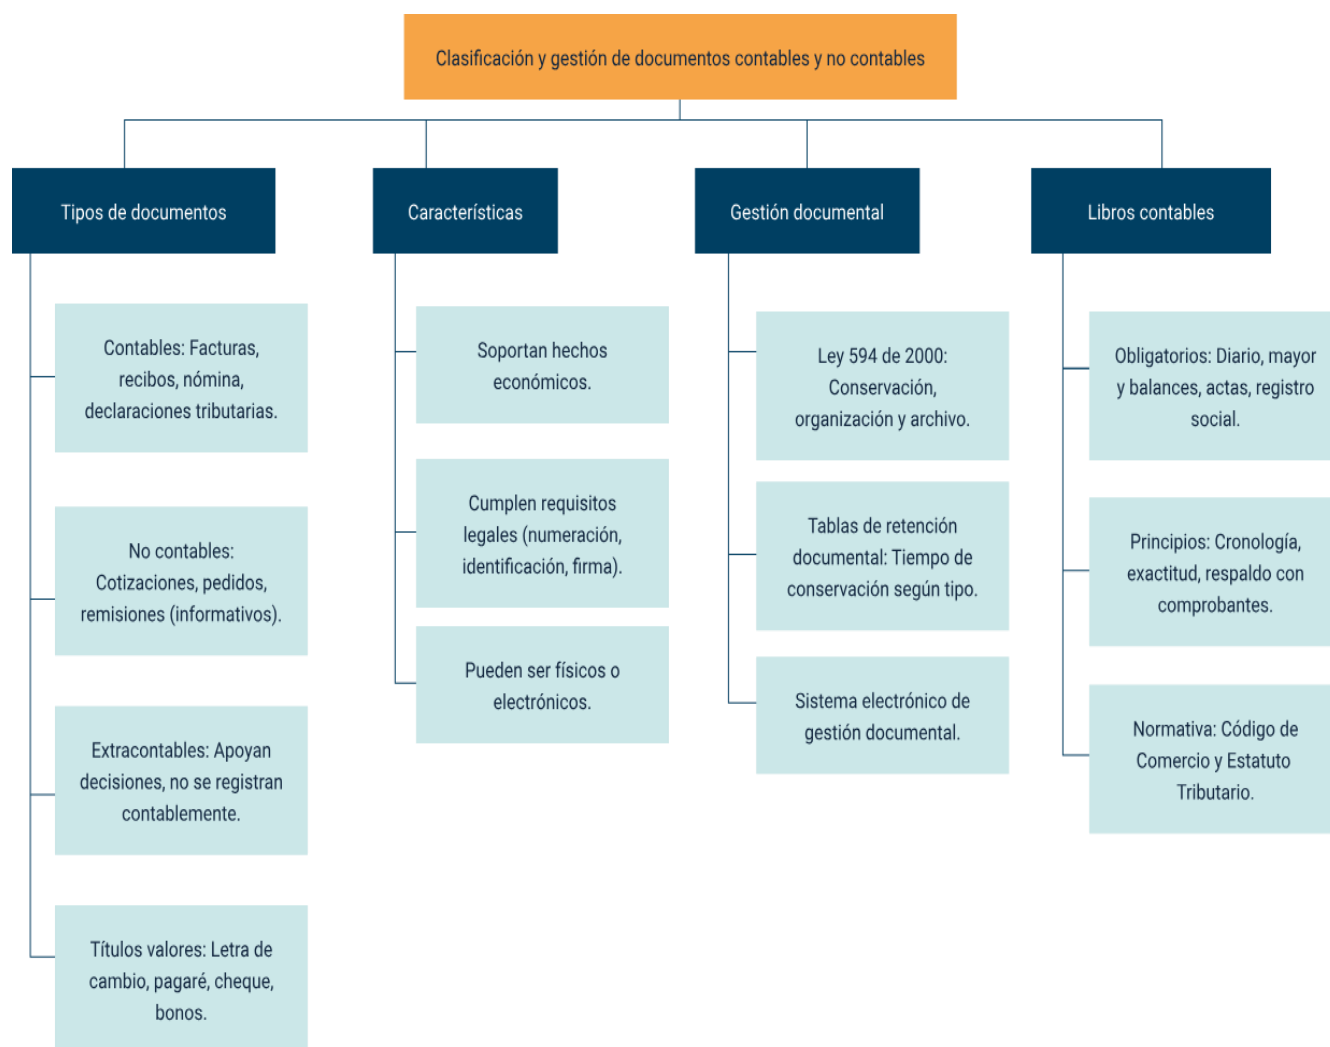 Clasificación y gestión de documentos contables y no contables
Tipos de documentos
Contables: Facturas,
recibos, nómina,
declaraciones tributarias.
No contables:
Cotizaciones, pedidos,
remisiones (informativos).
Extracontables: Apoyan
decisiones, no se registran
contablemente.
Títulos valores: Letra de
cambio, pagaré, cheque,
bonos.
Características
Soportan hechos
económicos.
Cumplen requisitos
legales (numeración,
identificación, firma).
Pueden ser físicos o
electrónicos.
Gestión documental
Ley 594 de 2000:
Conservación,
organización y archivo.
Tablas de retención
documental: Tiempo de
conservación según tipo.
Sistema electrónico de
gestión documental.
Libros contables
Obligatorios: Diario, mayor
y balances, actas, registro
social.
Principios: Cronología,
exactitud, respaldo con
comprobantes.
Normativa: Código de
Comercio y Estatuto
Tributario.